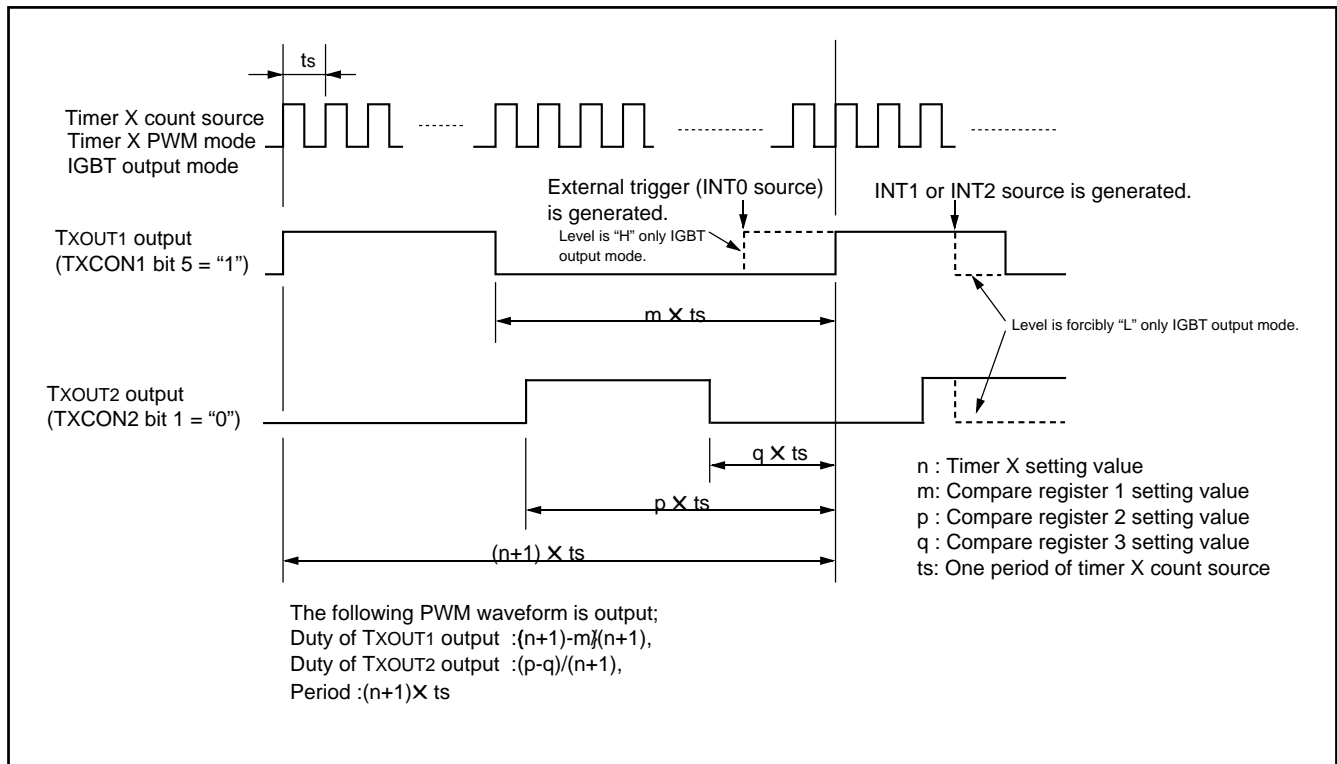 ts
Timer X count source
Timer X PWM mode
IGBT output mode
External trigger (INT0 source)
is generated.
INT1 or INT2 source is generated.
Level is “H” only IGBT
output mode.
TXOUT1 output
(TXCON1 bit 5 = “1”)
m X ts
Level is forcibly “L” only IGBT output mode.
TXOUT2 output
(TXCON2 bit 1 = “0”)
q X ts
p X ts
(n+1) X ts
n : Timer X setting value
m: Compare register 1 setting value
p : Compare register 2 setting value
q : Compare register 3 setting value
ts: One period of timer X count source
The following PWM waveform is output;
Duty of TXOUT1 output :{(n+1)-m}/(n+1),
Duty of TXOUT2 output :(p-q)/(n+1),
Period :(n+1)X ts